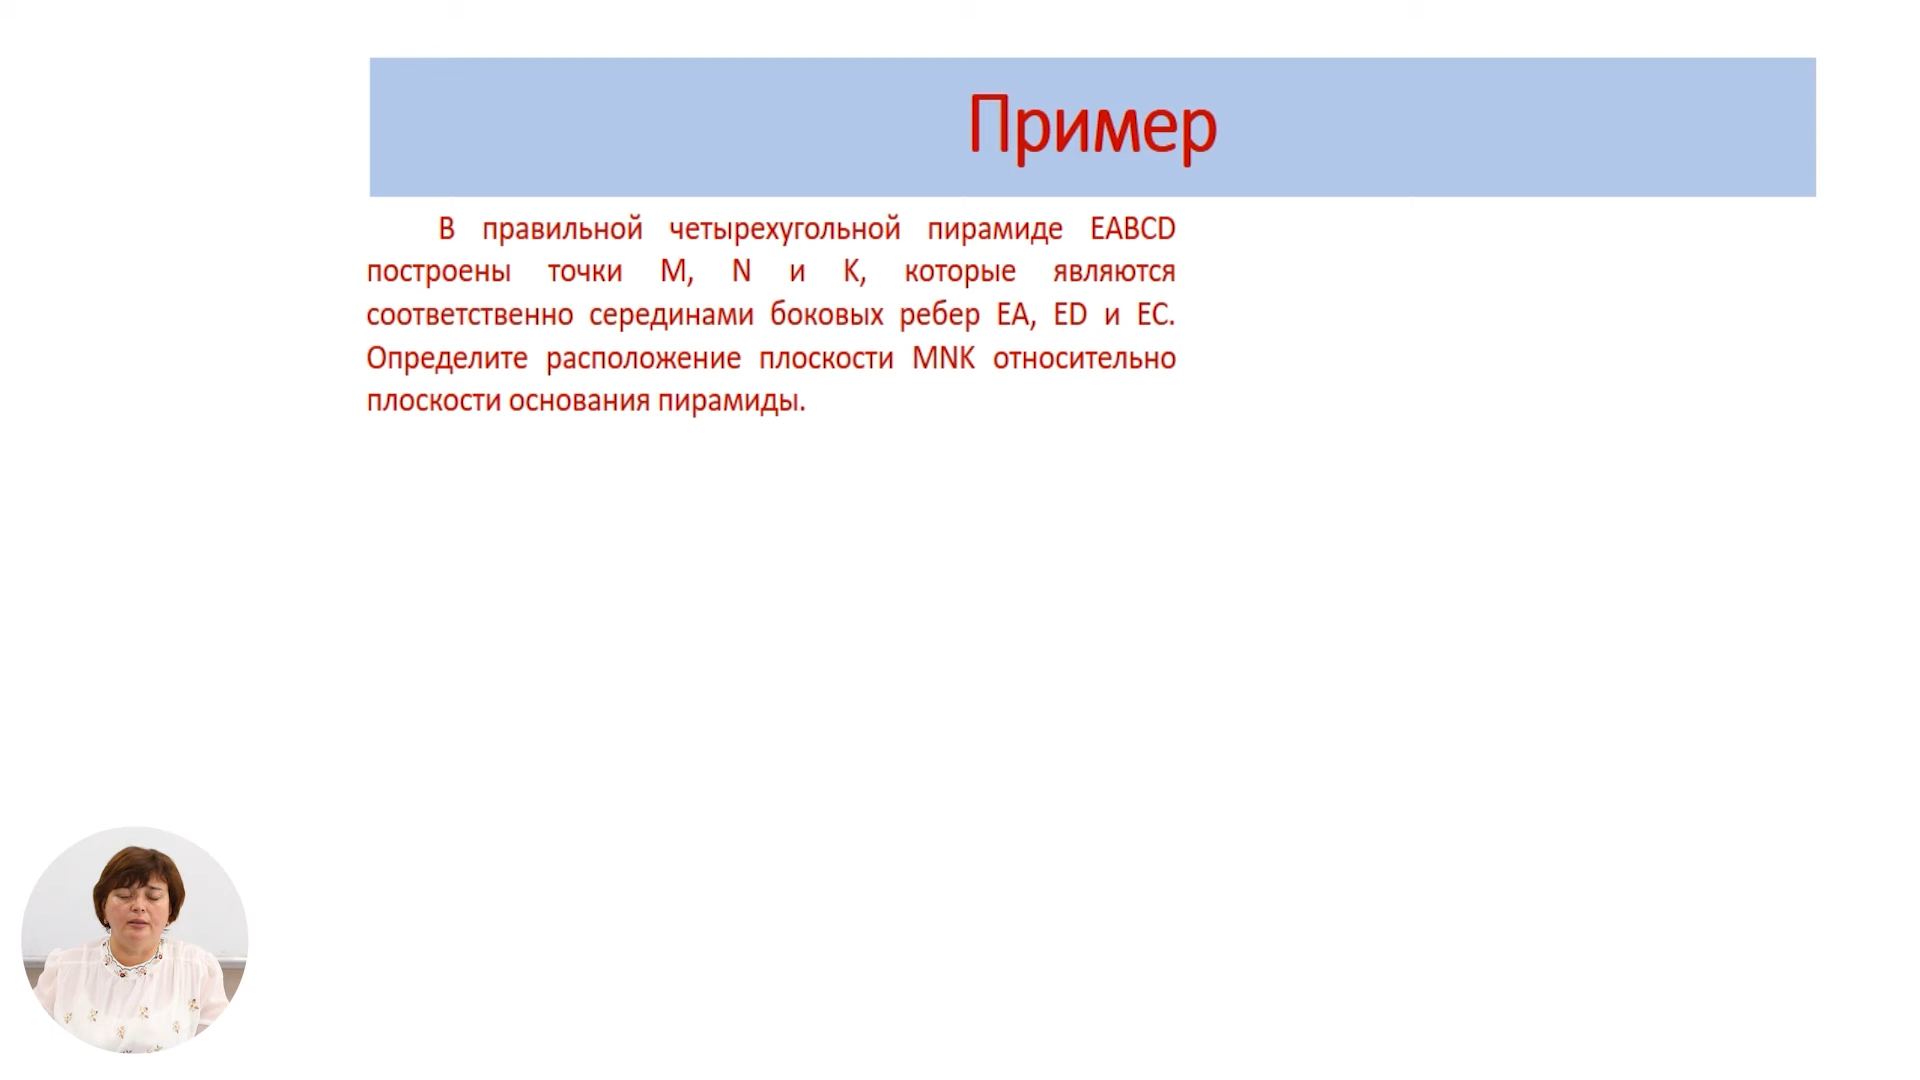 Пример
В правильной четырехугольной пирамиде EABCD
построены точки M, N и K, которые являются
соответственно серединами боковых ребер EA, ED и EC.
Определите расположение плоскости MNK относительно
плоскости основания пирамиды.